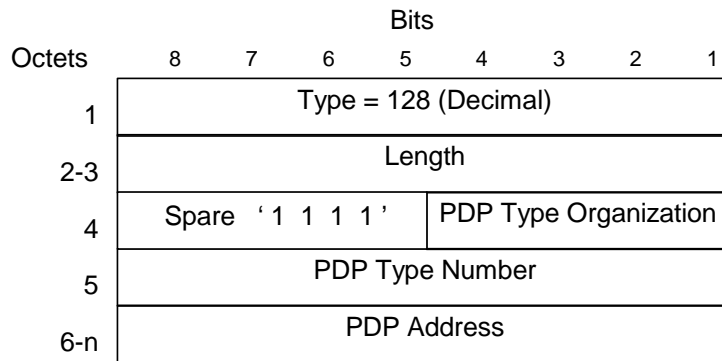 Bits
Octets 8 7 6 5 4 3 2 1
1 Type = 128 (Decimal)
2-3 Length
4 Spare ‘ 1 1 1 1 ’ PDP Type Organization
5 PDP Type Number
6-n PDP Address